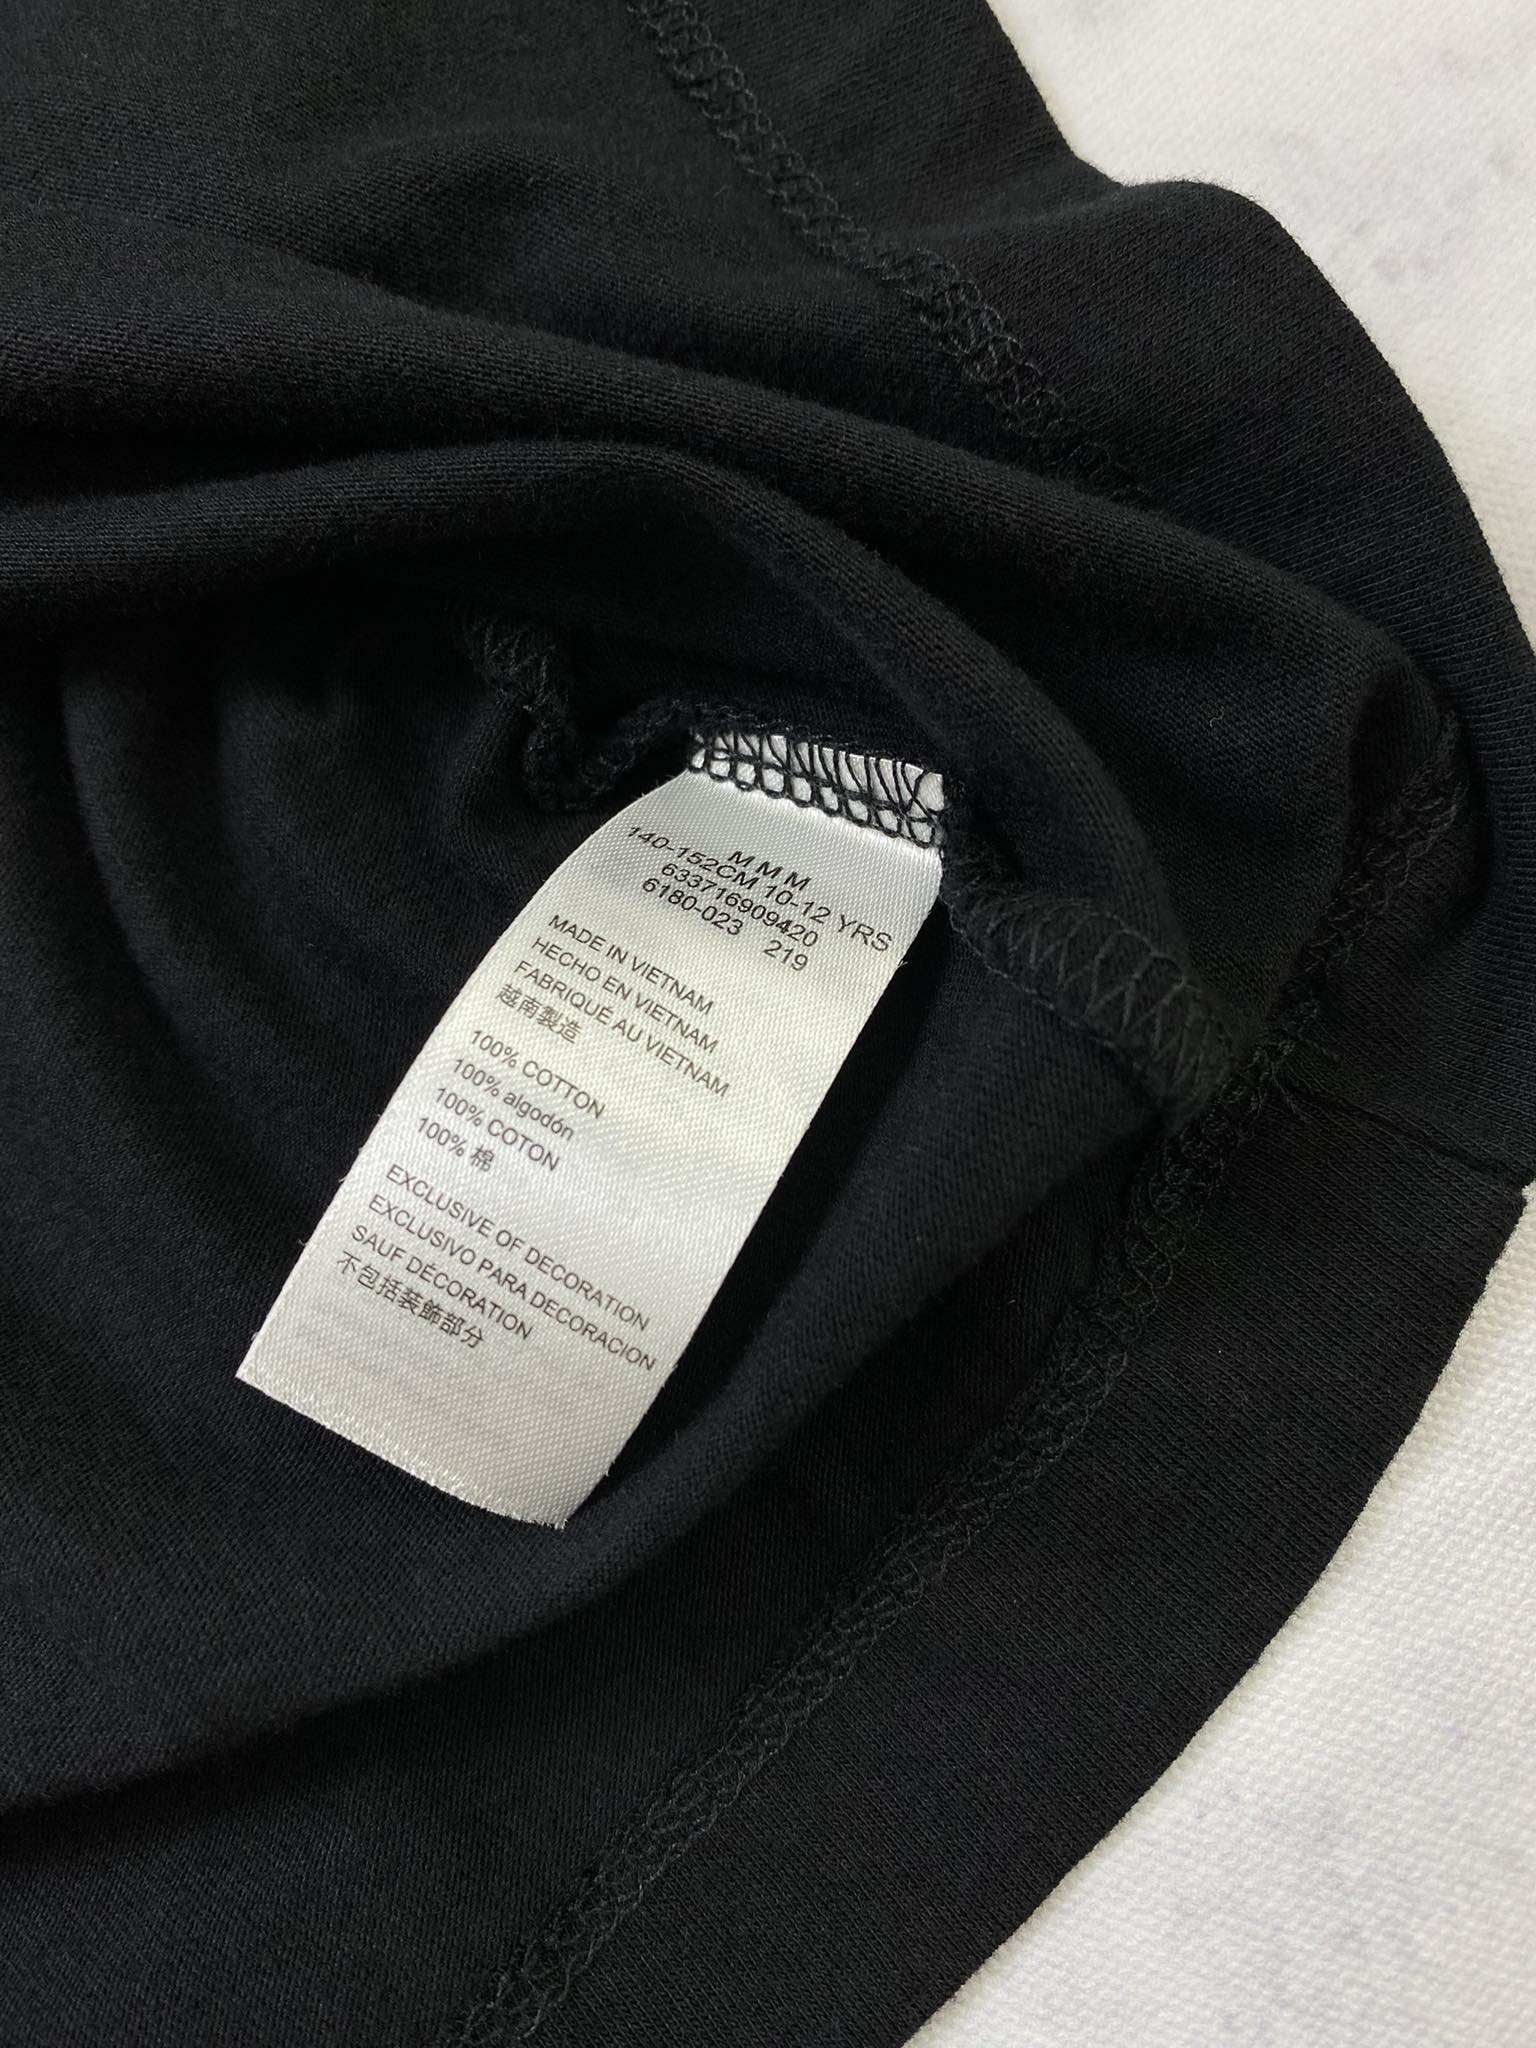 M M M
140-152CM 10-12 YRS
633716909420
6180-023 219
MADE IN VIETNAM
HECHO EN VIETNAM
FABRIQUÉ AU VIETNAM
越南製造
100% COTTON
100% algodón
100% COTON
100% 棉
EXCLUSIVE OF DECORATION
EXCLUSIVO PARA DECORACION
SAUF DÉCORATION
不包括装飾部分